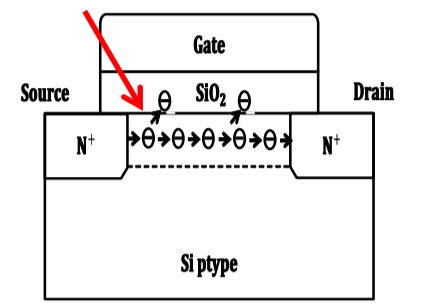 Gate
Source SiO₂ Drain
N⁺ N⁺
Si ptype